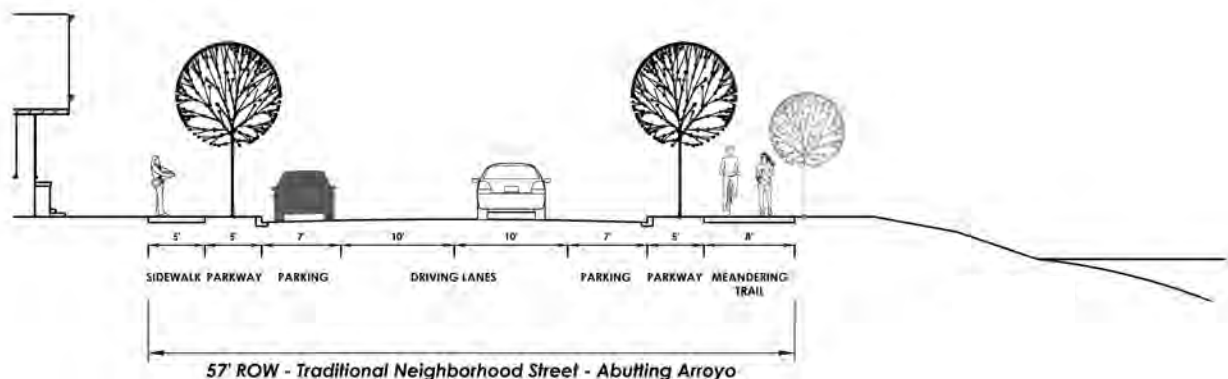 5' 5' 7' 10' 10' 7' 5' 8'
SIDEWALK PARKWAY PARKING DRIVING LANES PARKING PARKWAY MEANDERING
TRAIL
57' ROW - Traditional Neighborhood Street - Abutting Arroyo